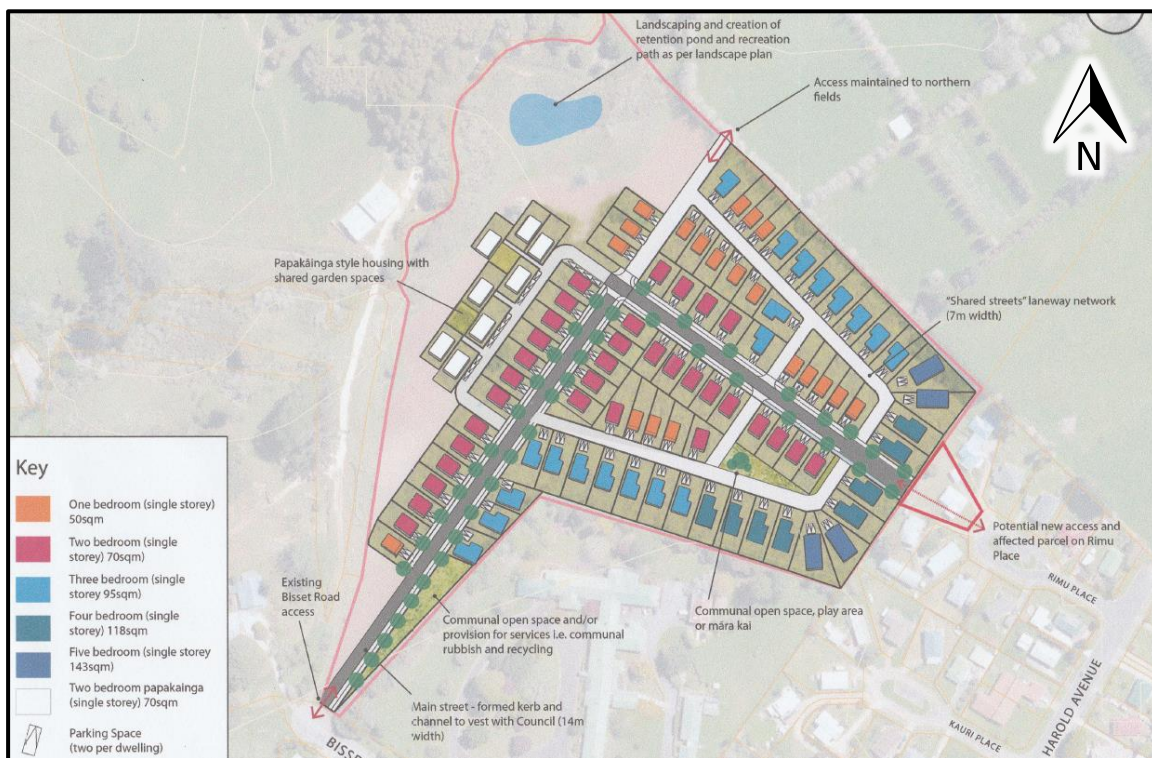 Landscaping and creation of
retention pond and recreation
path as per landscape plan
Access maintained to northern
fields
N
Papakāinga style housing with
shared garden spaces
"Shared streets" laneway network
(7m width)
Key
One bedroom (single storey)
50sqm
Two bedroom (single
storey) 70sqm
Three bedroom (single
storey 95sqm)
Four bedroom (single
storey) 118sqm
Five bedroom (single storey
143sqm)
Two bedroom papakainga
(single storey) 70sqm
Parking Space
(two per dwelling)
Existing
Bisset Road
access
Communal open space and/or
provision for services i.e. communal
rubbish and recycling
Main street - formed kerb and
channel to vest with Council (14m
width)
Communal open space, play area
or māra kai
Potential new access and
affected parcel on Rimu
Place
RIMU PLACE
KAURI PLACE
HAROLD AVENUE